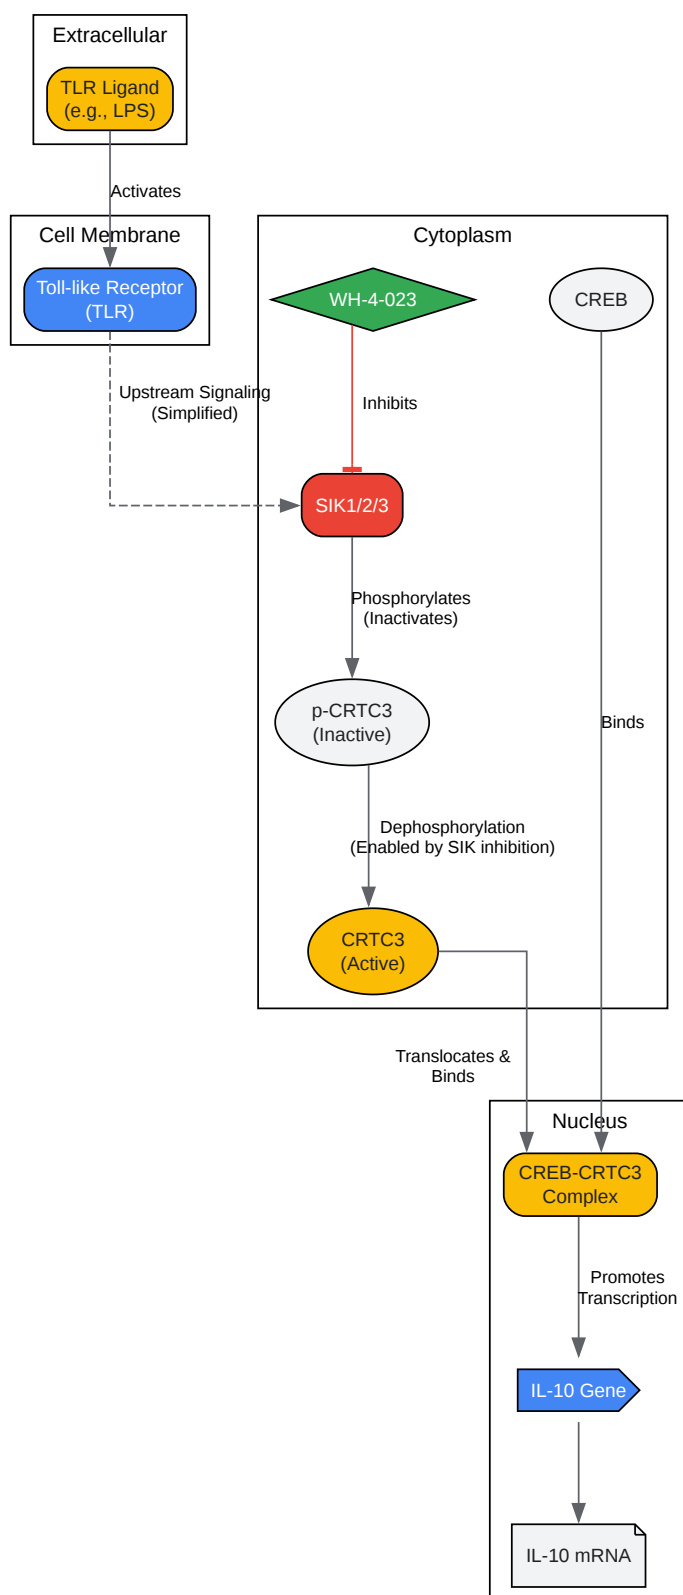 Extracellular
TLR Ligand
(e.g., LPS)
Activates
Cell Membrane
Toll-like Receptor
(TLR)
Upstream Signaling
(Simplified)
Cytoplasm
WH-4-023
CREB
Inhibits
SIK1/2/3
Phosphorylates
(Inactivates)
p-CRTC3
(Inactive)
Binds
Dephosphorylation
(Enabled by SIK inhibition)
CRTC3
(Active)
Translocates &
Binds
Nucleus
CREB-CRTC3
Complex
Promotes
Transcription
IL-10 Gene
IL-10 mRNA